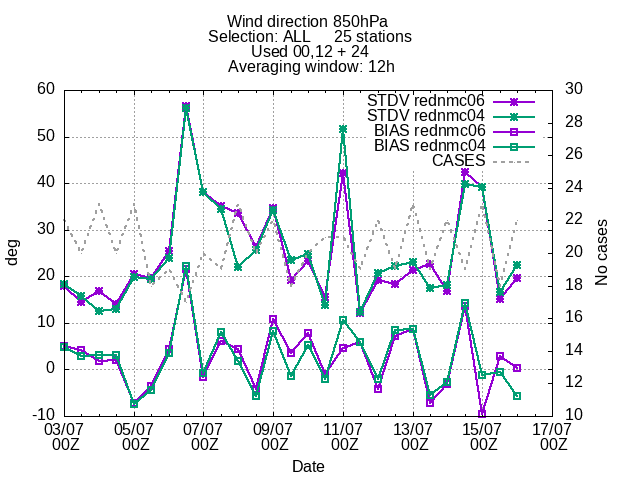 Wind direction 850hPa
Selection: ALL 25 stations
Used 00,12 + 24
Averaging window: 12h
STDV rednmc06
STDV rednmc04
BIAS rednmc06
BIAS rednmc04
CASES
60
50
40
30
20
10
0
-10
deg
30
28
26
24
22
20
18
16
14
12
10
No cases
03/07 05/07 07/07 09/07 11/07 13/07 15/07 17/07
00Z 00Z 00Z 00Z 00Z 00Z 00Z 00Z
Date